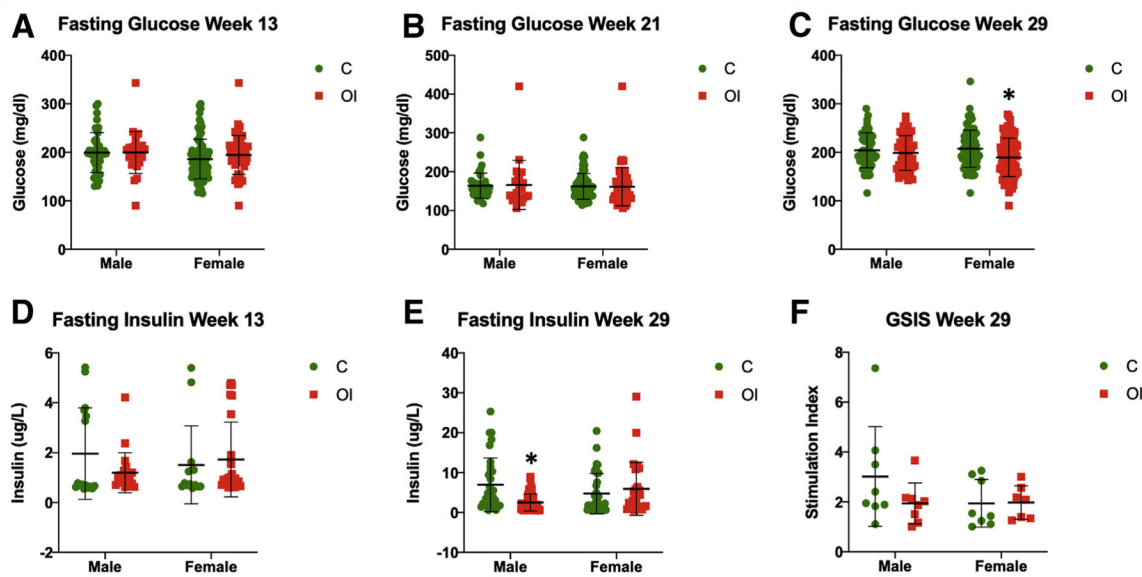 A
Fasting Glucose Week 13
Glucose (mg/dl)
400
300
200
100
0
Male
Female
C
OI
B
Fasting Glucose Week 21
Glucose (mg/dl)
500
400
300
200
100
0
Male
Female
C
OI
C
Fasting Glucose Week 29
Glucose (mg/dl)
400
300
200
100
0
*
Male
Female
C
OI
D
Fasting Insulin Week 13
Insulin (ug/L)
6
4
2
0
-2
Male
Female
C
OI
E
Fasting Insulin Week 29
Insulin (ug/L)
40
30
20
10
0
-10
*
Male
Female
C
OI
F
GSIS Week 29
Stimulation Index
8
6
4
2
0
Male
Female
C
OI